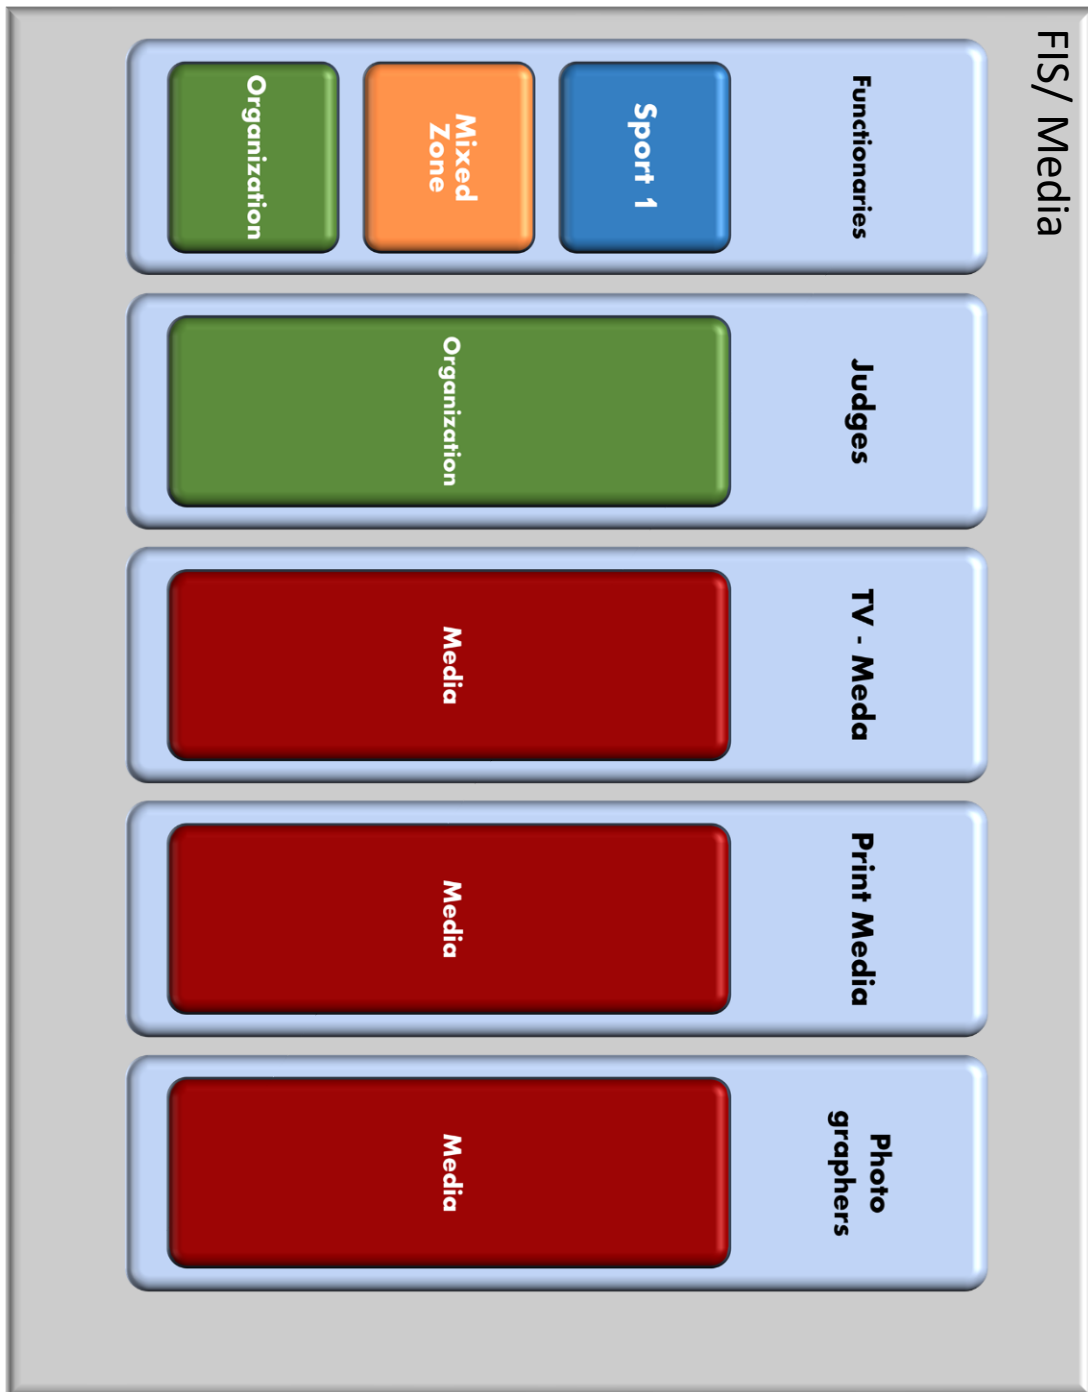 FIS/ Media
Functionaries
Sport 1
Mixed
Zone
Organization
Judges
Organization
TV - Meda
Media
Print Media
Media
Photo
graphers
Media